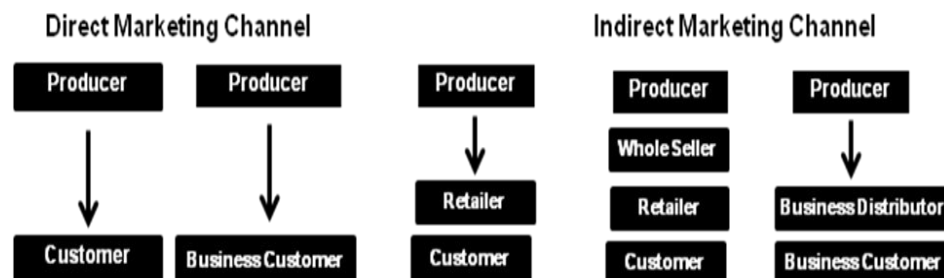 Direct Marketing Channel
Indirect Marketing Channel
Producer
Customer
Producer
Business Customer
Producer
Retailer
Customer
Producer
Whole Seller
Retailer
Customer
Producer
Business Distributor
Business Customer